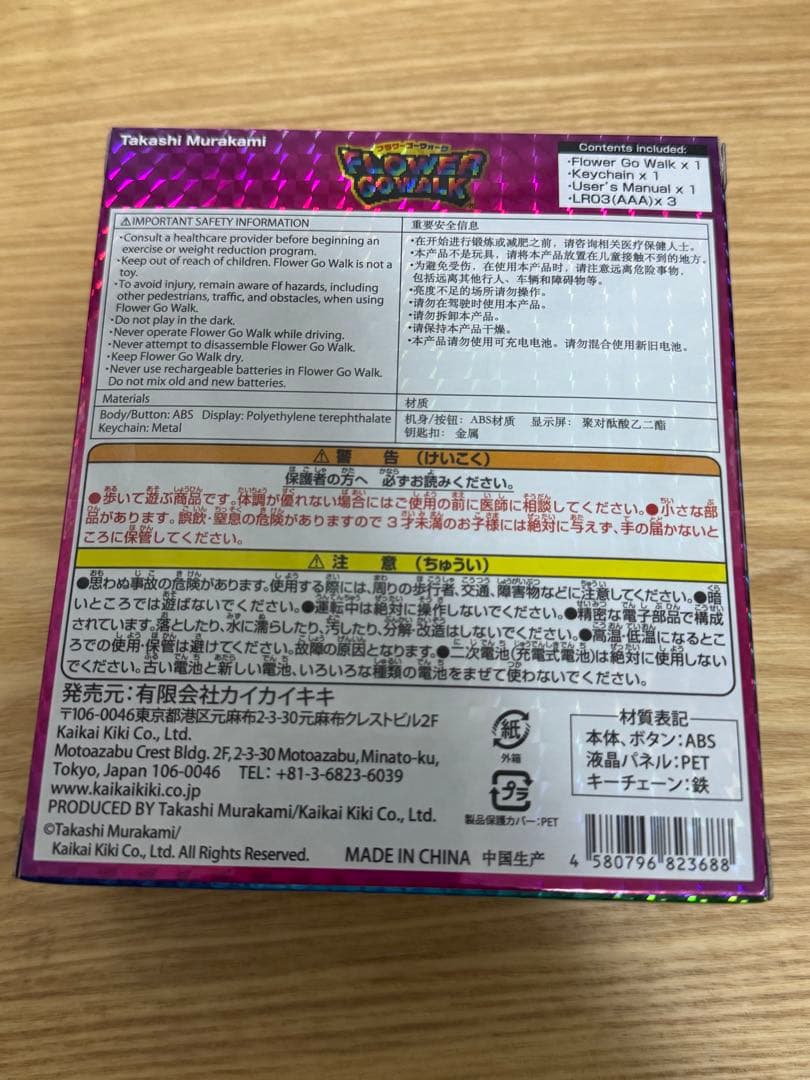 Takashi Murakami
フラワーゴーウォーク
FLOWER
GO WALK
Contents included:
・Flower Go Walk x 1
・Keychain x 1
・User's Manual x 1
・LR03(AAA)x 3
⚠IMPORTANT SAFETY INFORMATION
・Consult a healthcare provider before beginning an
exercise or weight reduction program.
・Keep out of reach of children. Flower Go Walk is not a
toy.
・To avoid injury, remain aware of hazards, including
other pedestrians, traffic, and obstacles, when using
Flower Go Walk.
・Do not play in the dark.
・Never operate Flower Go Walk while driving.
・Never attempt to disassemble Flower Go Walk.
・Keep Flower Go Walk dry.
・Never use rechargeable batteries in Flower Go Walk.
Do not mix old and new batteries.
重要安全信息
・在开始进行锻炼或减肥之前，请咨询相关医疗保健人士。
・本产品不是玩具，请将本产品放置在儿童接触不到的地方。
・为避免受伤，在使用本产品时，请注意远离危险事物，
包括远离其他行人、车辆和障碍物等。
・亮度不足的场所请勿操作。
・请勿在驾驶时使用本产品。
・请勿拆卸本产品。
・请保持本产品干燥。
・本产品请勿使用可充电电池。请勿混合使用新旧电池。
Materials
Body/Button: ABS Display: Polyethylene terephthalate
Keychain: Metal
材质
机身/按钮：ABS材质 显示屏：聚对酞酸乙二酯
钥匙扣：金属
⚠警 告（けいこく）
保護者の方へ 必ずお読みください。
●歩いて遊ぶ商品です。体調が優れない場合にはご使用の前に医師に相談してください。●小さな部
品があります。誤飲・窒息の危険がありますので３才未満のお子様には絶対に与えず、手の届かないと
ころに保管してください。
⚠注 意（ちゅうい）
●思わぬ事故の危険があります。使用する際には、周りの歩行者、交通、障害物などに注意してください。●暗
いところでは遊ばないでください。●運転中は絶対に操作しないでください。●精密な電子部品で構成
されています。落としたり、水に濡らしたり、汚したり、分解・改造はしないでください。●高温・低温になるところ
での使用・保管は避けてください。故障の原因となります。●二次電池(充電式電池)は絶対に使用しない
でください。古い電池と新しい電池、いろいろな種類の電池をまぜて使わないでください。
発売元：有限会社カイカイキキ
〒106-0046東京都港区元麻布2-3-30元麻布クレストビル2F
Kaikai Kiki Co., Ltd.
Motoazabu Crest Bldg. 2F, 2-3-30 Motoazabu, Minato-ku,
Tokyo, Japan 106-0046 TEL: +81-3-6823-6039
www.kaikaikiki.co.jp
PRODUCED BY Takashi Murakami/Kaikai Kiki Co., Ltd.
©Takashi Murakami/
Kaikai Kiki Co., Ltd. All Rights Reserved.
MADE IN CHINA 中国生产
紙
外箱
プラ
製品保護カバー：PET
材質表記
本体、ボタン：ABS
液晶パネル：PET
キーチェーン：鉄
4 580796 823688